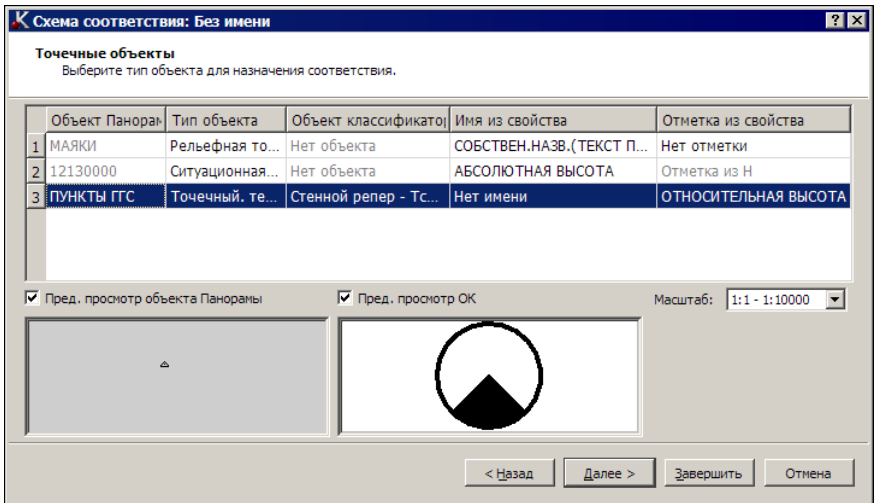 Схема соответствия: Без имени
Точечные объекты
Выберите тип объекта для назначения соответствия.
Объект Панорам Тип объекта Объект классификатор Имя из свойства Отметка из свойства
1 МАЯКИ Рельефная то... Нет объекта СОБСТВЕН.НАЗВ.(ТЕКСТ П... Нет отметки
2 12130000 Ситуационная... Нет объекта АБСОЛЮТНАЯ ВЫСОТА Отметка из H
3 ПУНКТЫ ГГС Точечный. те... Стенной репер - Тс... Нет имени ОТНОСИТЕЛЬНАЯ ВЫСОТА
Пред. просмотр объекта Панорамы Пред. просмотр ОК Масштаб: 1:1 - 1:10000
< Назад Далее > Завершить Отмена